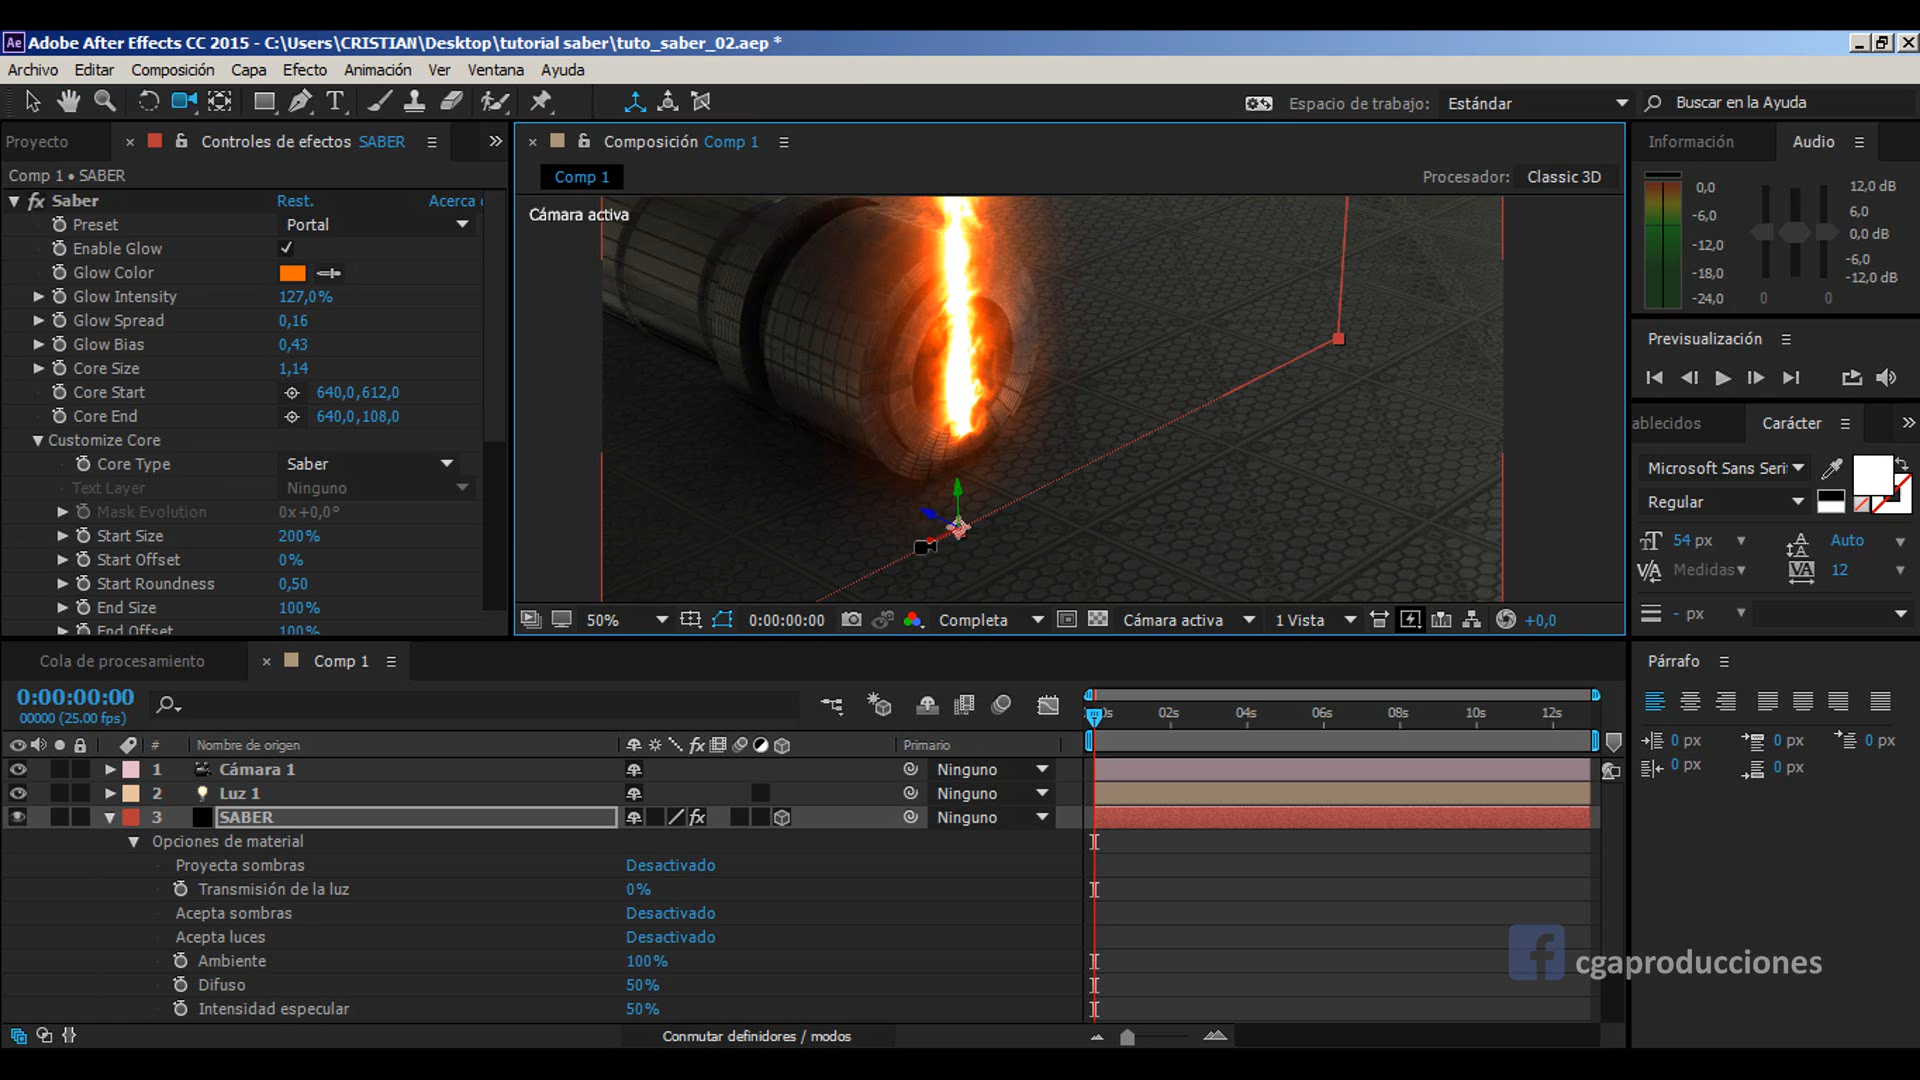 Ae Adobe After Effects CC 2015 - C:\Users\CRISTIAN\Desktop\tutorial saber\tuto_saber_02.aep *
Archivo Editar Composición Capa Efecto Animación Ver Ventana Ayuda
T Espacio de trabajo: Estándar Buscar en la Ayuda
Proyecto Controles de efectos SABER
Comp 1 • SABER
fx Saber Rest. Acerca
Preset Portal
Enable Glow
Glow Color
Glow Intensity 127,0%
Glow Spread 0,16
Glow Bias 0,43
Core Size 1,14
Core Start 640,0,612,0
Core End 640,0,108,0
Customize Core
Core Type Saber
Text Layer Ninguno
Mask Evolution 0x+0,0°
Start Size 200%
Start Offset 0%
Start Roundness 0,50
End Size 100%
End Offset 100%
Composición Comp 1
Comp 1 Procesador: Classic 3D
Cámara activa
50% 0:00:00:00 Completa Cámara activa 1 Vista +0,0
Información Audio
0,0
-6,0
-12,0
-18,0
-24,0
12,0 dB
6,0
0,0 dB
-6,0
-12,0 dB
0 0
Previsualización
ablecidos Carácter
Microsoft Sans Seri
Regular
54 px Auto
Medidas 12
- px
Párrafo
0 px 0 px 0 px
0 px 0 px
Cola de procesamiento Comp 1
0:00:00:00
00000 (25.00 fps)
0s 02s 04s 06s 08s 10s 12s
# Nombre de origen fx Primario
1 Cámara 1 Ninguno
2 Luz 1 Ninguno
3 SABER fx Ninguno
Opciones de material
Proyecta sombras Desactivado
Transmisión de la luz 0%
Acepta sombras Desactivado
Acepta luces Desactivado
Ambiente 100%
Difuso 50%
Intensidad especular 50%
Conmutar definidores / modos
f cgaproducciones